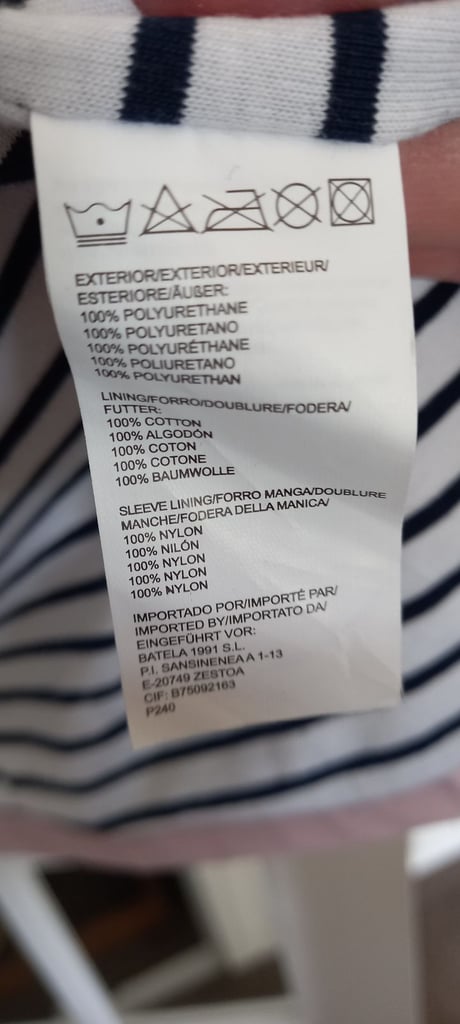 EXTERIOR/EXTERIOR/EXTERIEUR/
ESTERIORE/ÄUßER:
100% POLYURETHANE
100% POLYURETANO
100% POLYURÉTHANE
100% POLIURETANO
100% POLYURETHAN
LINING/FORRO/DOUBLURE/FODERA/
FUTTER:
100% COTTON
100% ALGODÓN
100% COTON
100% COTONE
100% BAUMWOLLE
SLEEVE LINING/FORRO MANGA/DOUBLURE
MANCHE/FODERA DELLA MANICA/
100% NYLON
100% NILÓN
100% NYLON
100% NYLON
100% NYLON
IMPORTADO POR/IMPORTÉ PAR/
IMPORTED BY/IMPORTATO DA/
EINGEFÜHRT VOR:
BATELA 1991 S.L.
P.I. SANSINENEA A 1-13
E-20749 ZESTOA
CIF: B75092163
P240